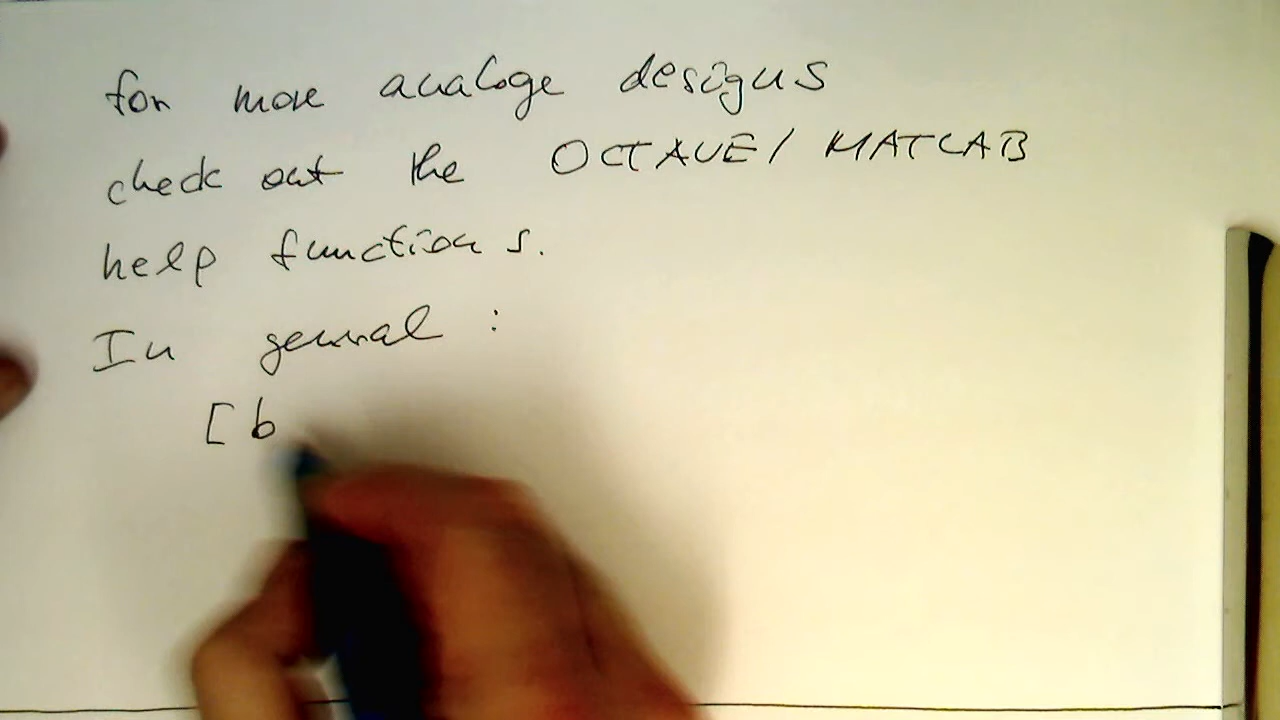 for more analoge designs
check out the OCTAVE/ MATLAB
help functions.
In general :
[ b